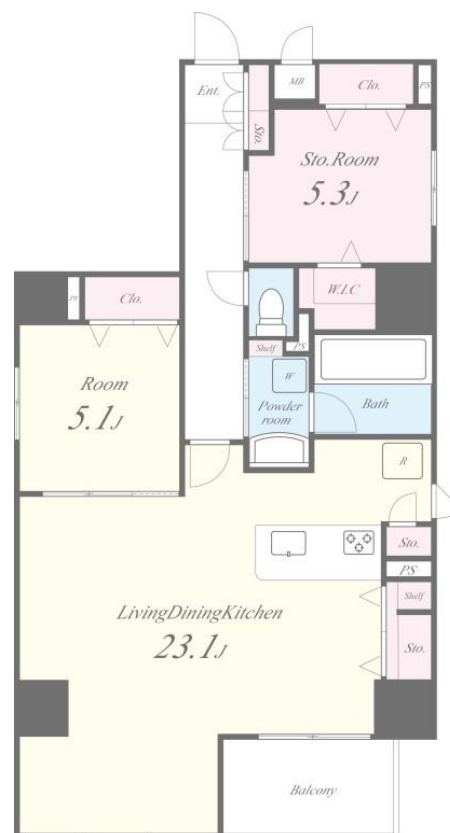 Ent.
MB
Clo.
PS
Sto.
Sto.Room
5.3J
W.I.C
PS
Clo.
Shelf
PS
Room
5.1J
W
Powder
room
Bath
R
Sto.
PS
Shelf
LivingDiningKitchen
23.1J
Sto.
Balcony